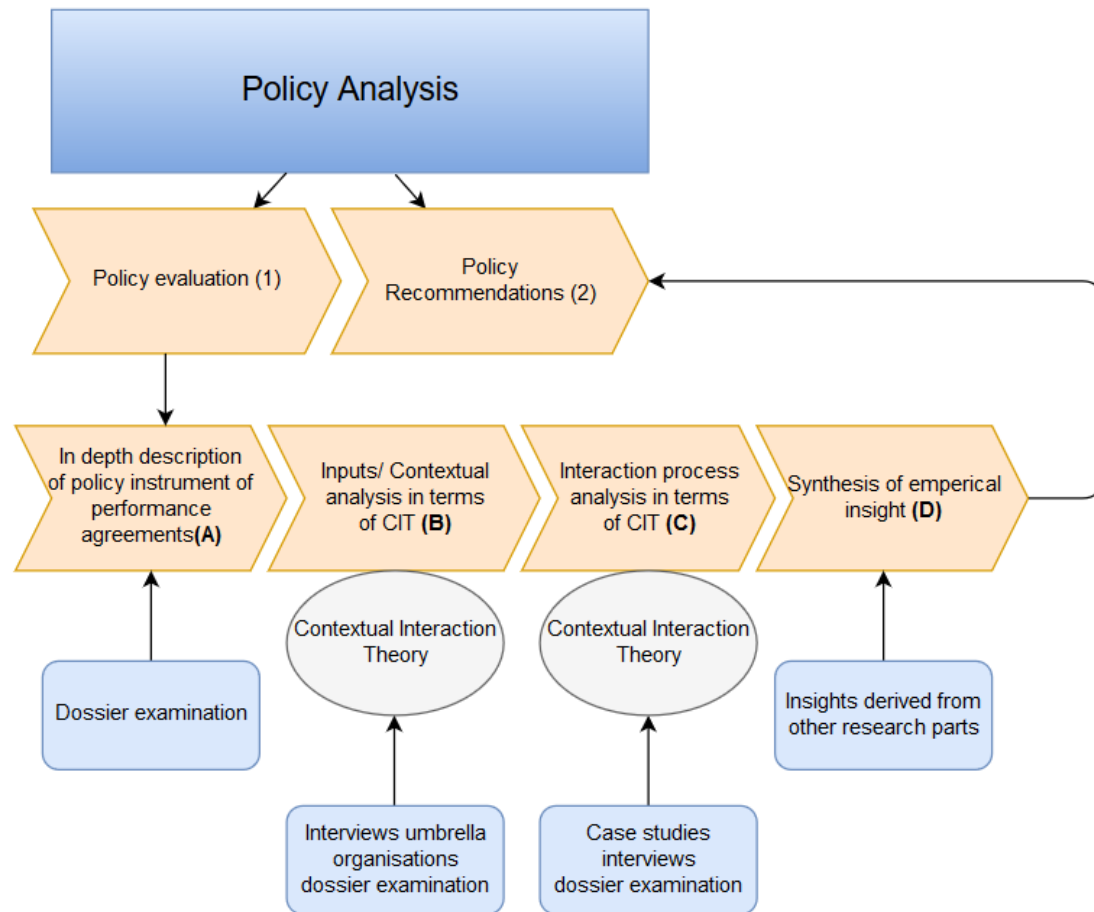 Policy Analysis
Policy evaluation (1)
Policy
Recommendations (2)
In depth description
of policy instrument of
performance
agreements(A)
Inputs/ Contextual
analysis in terms
of CIT (B)
Interaction process
analysis in terms
of CIT (C)
Synthesis of emperical
insight (D)
Contextual Interaction
Theory
Contextual Interaction
Theory
Dossier examination
Insights derived from
other research parts
Interviews umbrella
organisations
dossier examination
Case studies
interviews
dossier examination